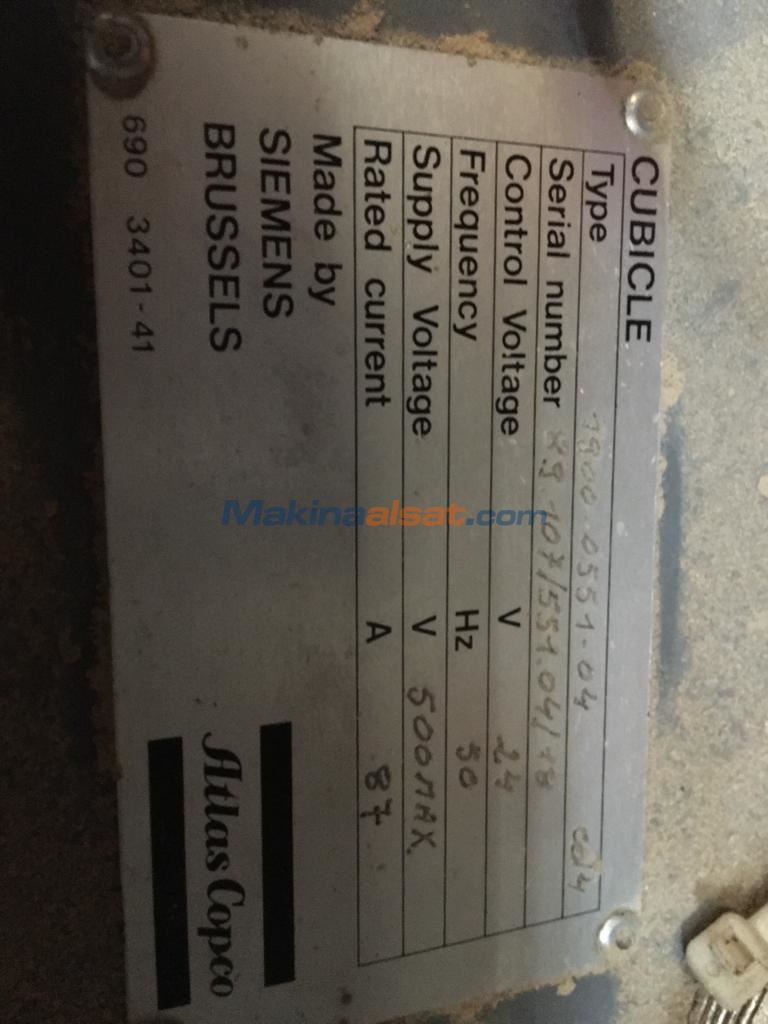 CUBICLE
Type 1900.0551-04 cd4
Serial number 89.107/551.04/18
Control Voltage V 24
Frequency Hz 50
Supply Voltage V 500MAX.
Rated current A 87
Made by
SIEMENS
BRUSSELS
Atlas Copco
690 3401-41
Makinaalsat.com